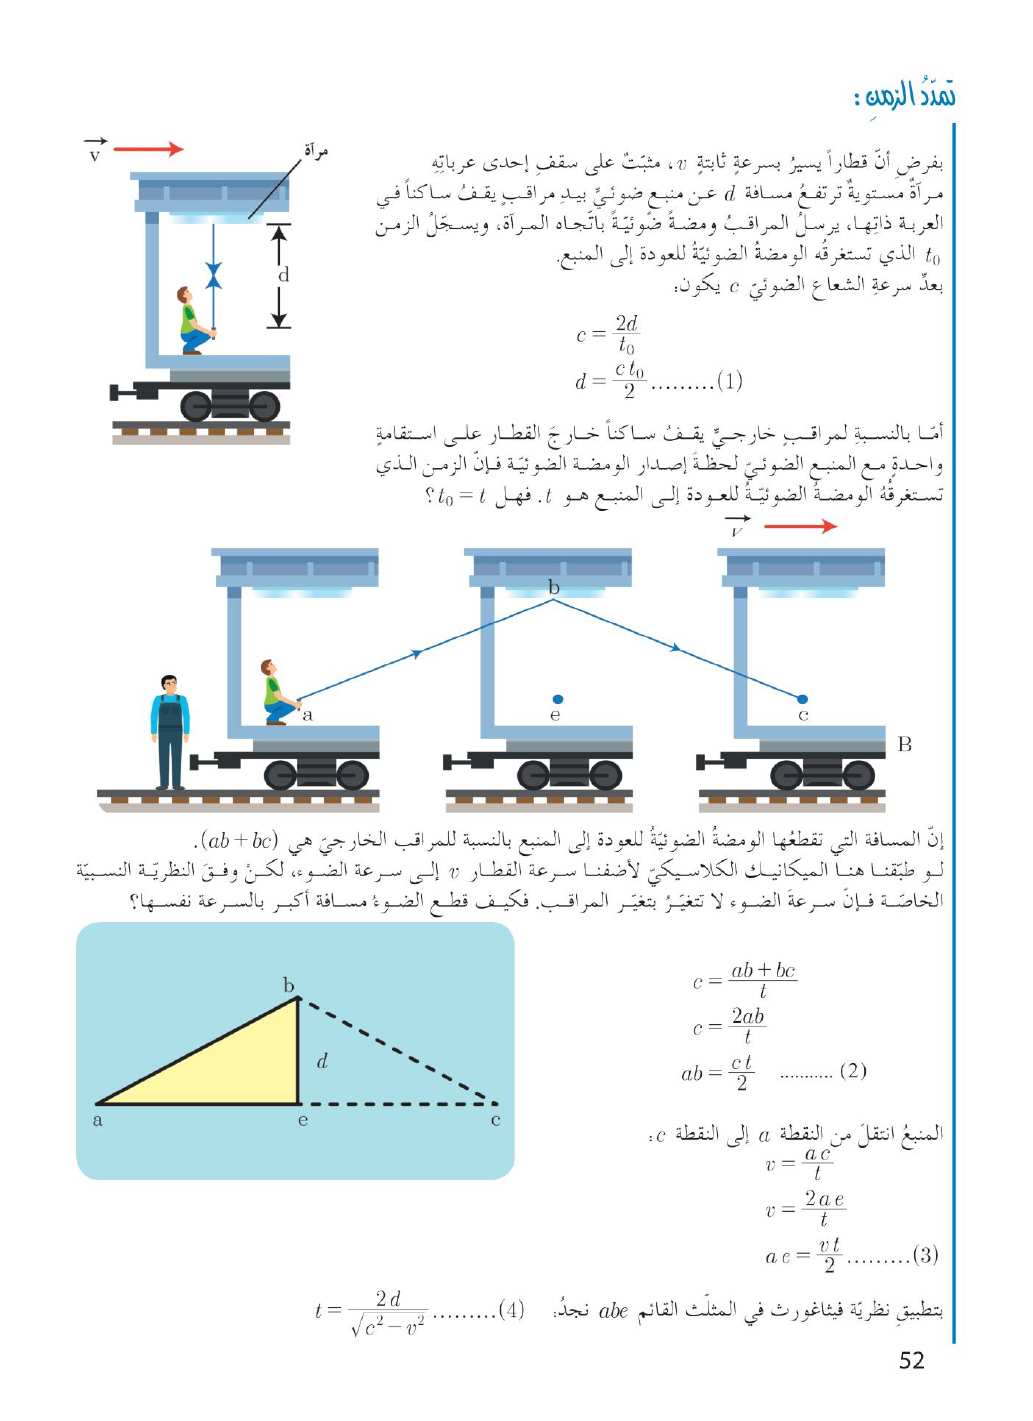 تمدّدُ الزمنِ :
بفرضِ أنّ قطاراً يسيرُ بسرعةٍ ثابتةٍ v، مثبّتٌ على سقفِ إحدى عرباتِهِ
مرآةٌ مستويةٌ ترتفعُ مسافة d عن منبعٍ ضوئيٍّ بيدِ مراقبٍ يقفُ ساكناً في
العربة ذاتِها، يرسلُ المراقبُ ومضةً ضوئيّةً باتّجاه المرآة، ويسجّلُ الزمن
t₀ الذي تستغرقُه الومضةُ الضوئيّةُ للعودة إلى المنبع.
بعدِّ سرعةِ الشعاع الضوئيّ c يكون:
v
مرآة
d
c = 2d/t₀
d = c t₀/2 .........(1)
أمّا بالنسبةِ لمراقبٍ خارجيٍّ يقفُ ساكناً خارجَ القطار على استقامةٍ
واحدةٍ مع المنبع الضوئيّ لحظةَ إصدار الومضة الضوئيّة فإنّ الزمن الذي
تستغرقُهُ الومضةُ الضوئيّةُ للعودة إلى المنبع هو t. فهل t₀ = t؟
V
b
a
e
c
B
إنّ المسافة التي تقطعُها الومضةُ الضوئيّةُ للعودة إلى المنبع بالنسبة للمراقب الخارجيّ هي (ab + bc).
لو طبّقنا هنا الميكانيك الكلاسيكيّ لأضفنا سرعة القطار v إلى سرعة الضوء، لكنْ وفقَ النظريّة النسبيّة
الخاصّة فإنّ سرعةَ الضوء لا تتغيّرُ بتغيّر المراقب. فكيف قطع الضوءُ مسافة أكبر بالسرعة نفسها؟
c = ab + bc/t
c = 2ab/t
ab = c t/2 ........... (2)
b
d
a
e
c
المنبعُ انتقلَ من النقطة a إلى النقطة c:
v = a c/t
v = 2 a e/t
a e = v t/2 .........(3)
بتطبيقِ نظريّة فيثاغورث في المثلّث القائم abe نجدُ: t = 2 d/√c² − v² .........(4)
52